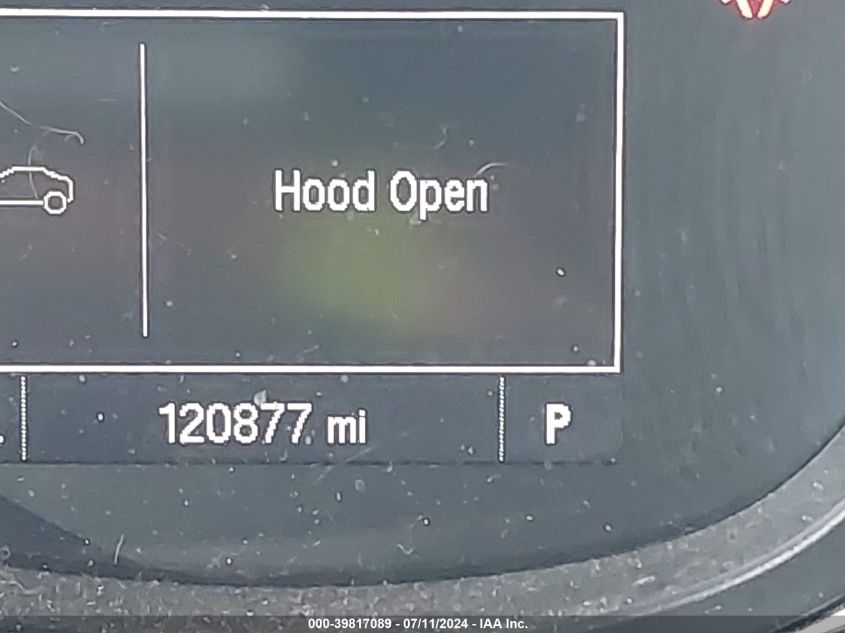 Hood Open
120877 mi
P
000-39817089 - 07/11/2024 - IAA Inc.